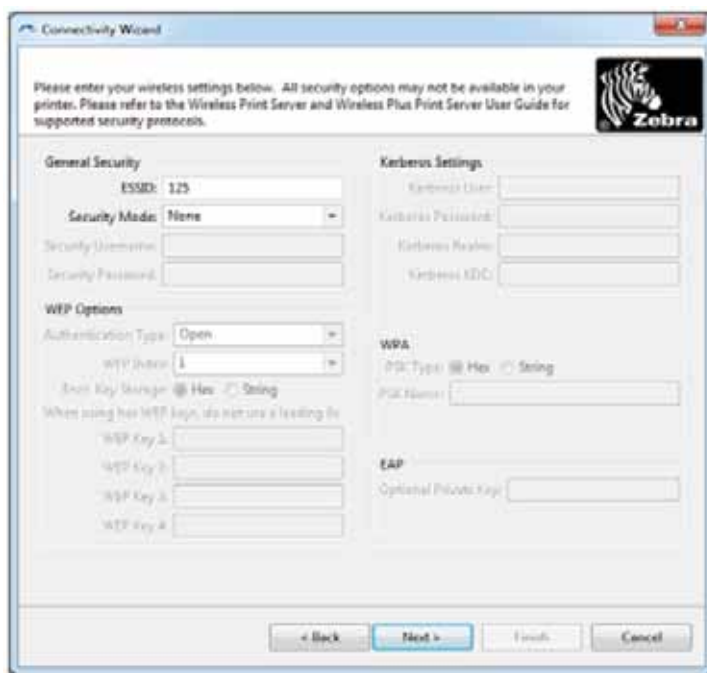 Connectivity Wizard
Please enter your wireless settings below. All security options may not be available in your
printer. Please refer to the Wireless Print Server and Wireless Plus Print Server User Guide for
supported security protocols.
® Zebra
General Security
ESSID: 125
Security Mode: None
Security Username:
Security Password:
WEP Options
Authentication Type: Open
WEP Index: 1
Encr. Key Storage: Hex String
When using hex WEP keys, do not use a leading 0x
WEP Key 1:
WEP Key 2:
WEP Key 3:
WEP Key 4:
Kerberos Settings
Kerberos User:
Kerberos Password:
Kerberos Realm:
Kerberos KDC:
WPA
PSK Type: Hex String
PSK Name:
EAP
Optional Private Key:
< Back Next > Finish Cancel